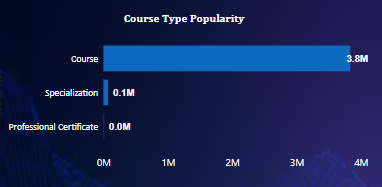 Course Type Popularity
Course 3.8M
Specialization 0.1M
Professional Certificate 0.0M
0M 1M 2M 3M 4M